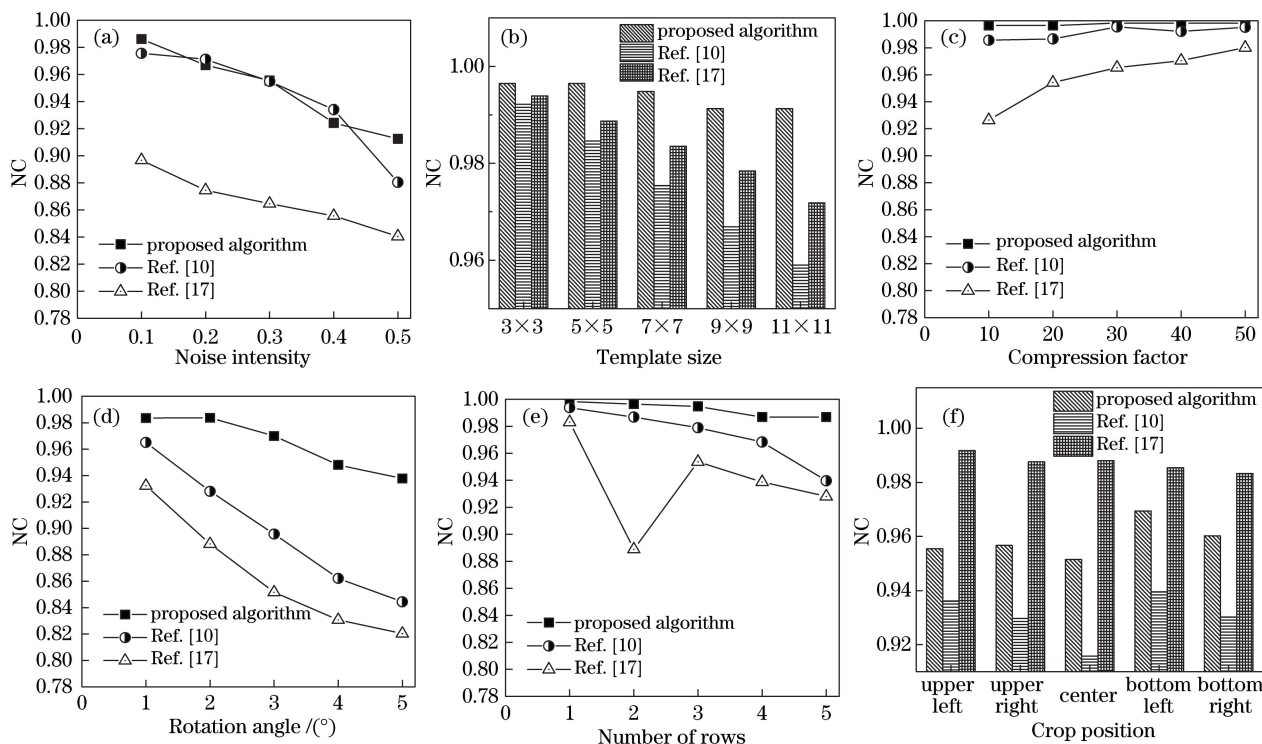 (a)
1.00
0.98
0.96
0.94
0.92
0.90
0.88
0.86
0.84
0.82
0.80
0.78
NC
proposed algorithm
Ref. [10]
Ref. [17]
0 0.1 0.2 0.3 0.4 0.5
Noise intensity
(b)
1.00
0.98
0.96
NC
proposed algorithm
Ref. [10]
Ref. [17]
3×3 5×5 7×7 9×9 11×11
Template size
(c)
1.00
0.98
0.96
0.94
0.92
0.90
0.88
0.86
0.84
0.82
0.80
0.78
NC
proposed algorithm
Ref. [10]
Ref. [17]
0 10 20 30 40 50
Compression factor
(d)
1.00
0.98
0.96
0.94
0.92
0.90
0.88
0.86
0.84
0.82
0.80
0.78
NC
proposed algorithm
Ref. [10]
Ref. [17]
0 1 2 3 4 5
Rotation angle /(°)
(e)
1.00
0.98
0.96
0.94
0.92
0.90
0.88
0.86
0.84
0.82
0.80
0.78
NC
proposed algorithm
Ref. [10]
Ref. [17]
0 1 2 3 4 5
Number of rows
(f)
1.00
0.98
0.96
0.94
0.92
NC
proposed algorithm
Ref. [10]
Ref. [17]
upper left
upper right
center
bottom left
bottom right
Crop position